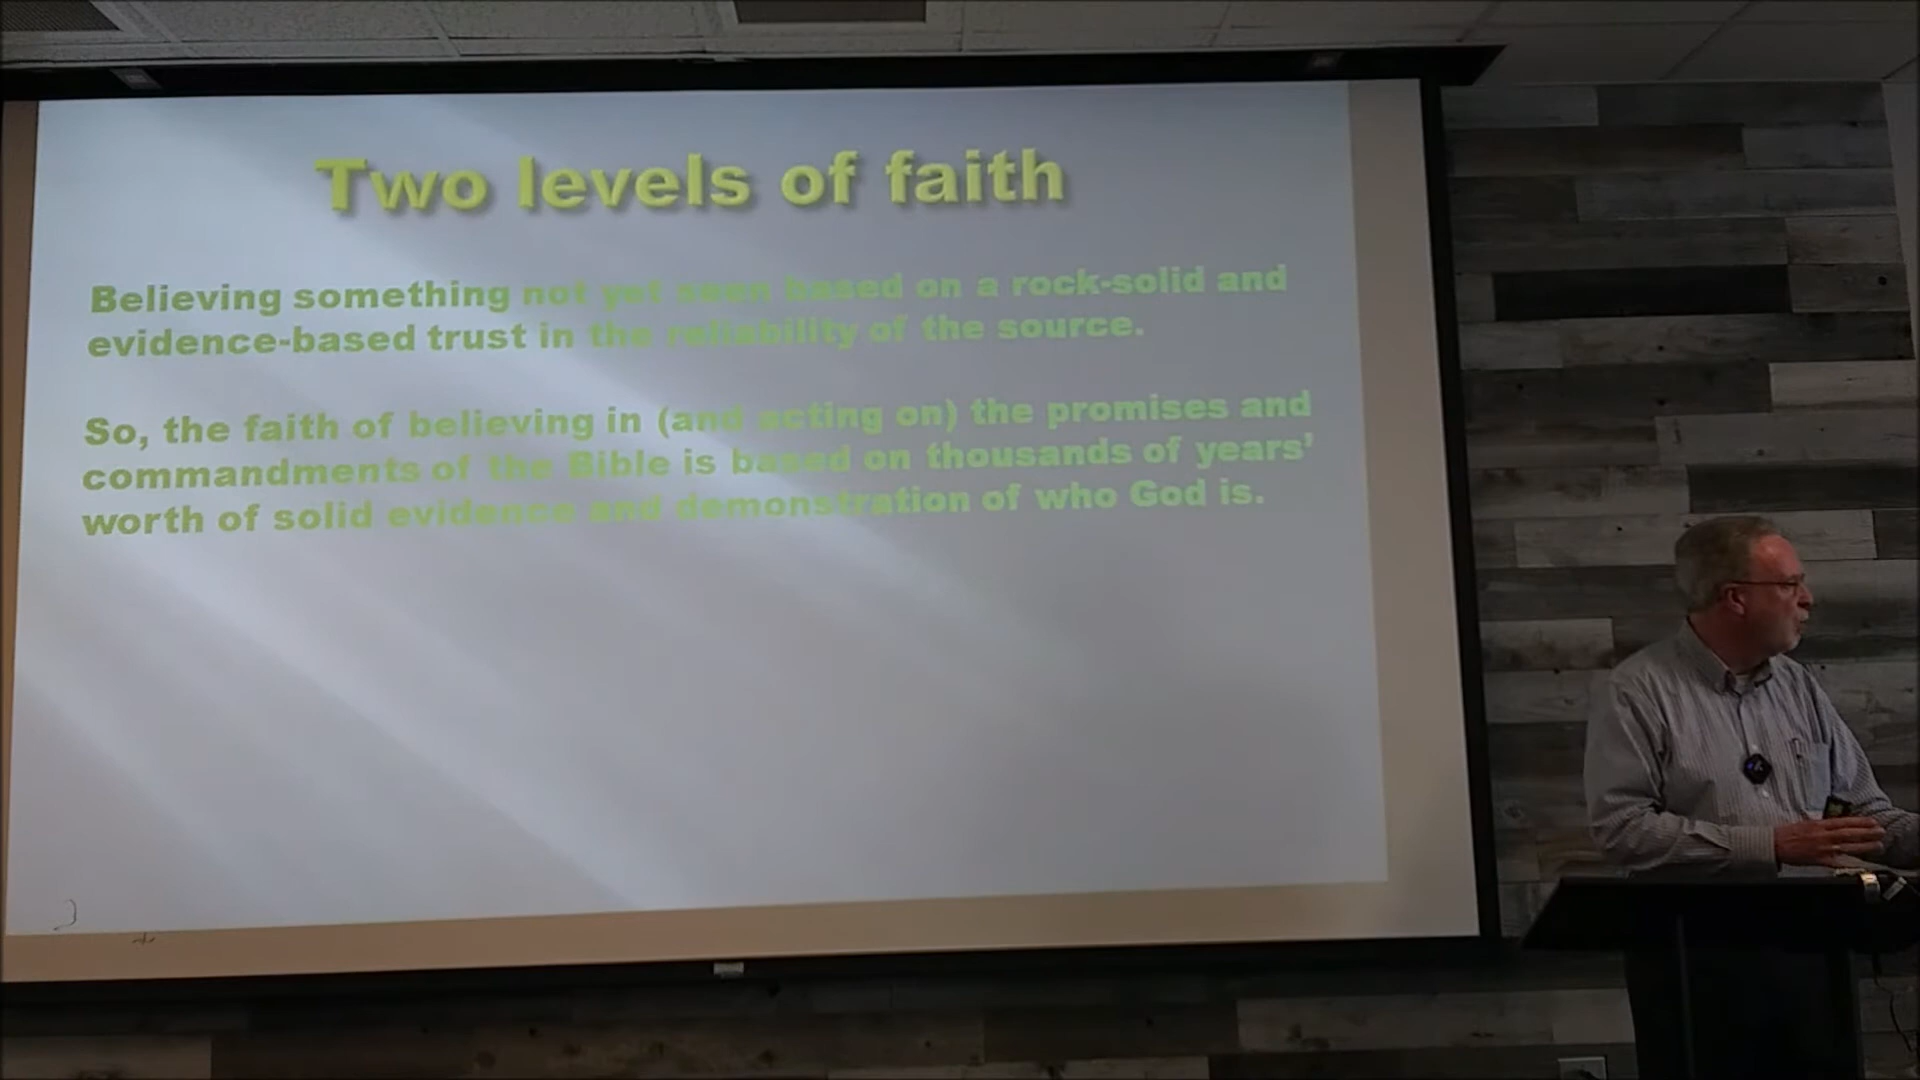 Two levels of faith
Believing something not yet seen based on a rock-solid and
evidence-based trust in the reliability of the source.
So, the faith of believing in (and acting on) the promises and
commandments of the Bible is based on thousands of years’
worth of solid evidence and demonstration of who God is.